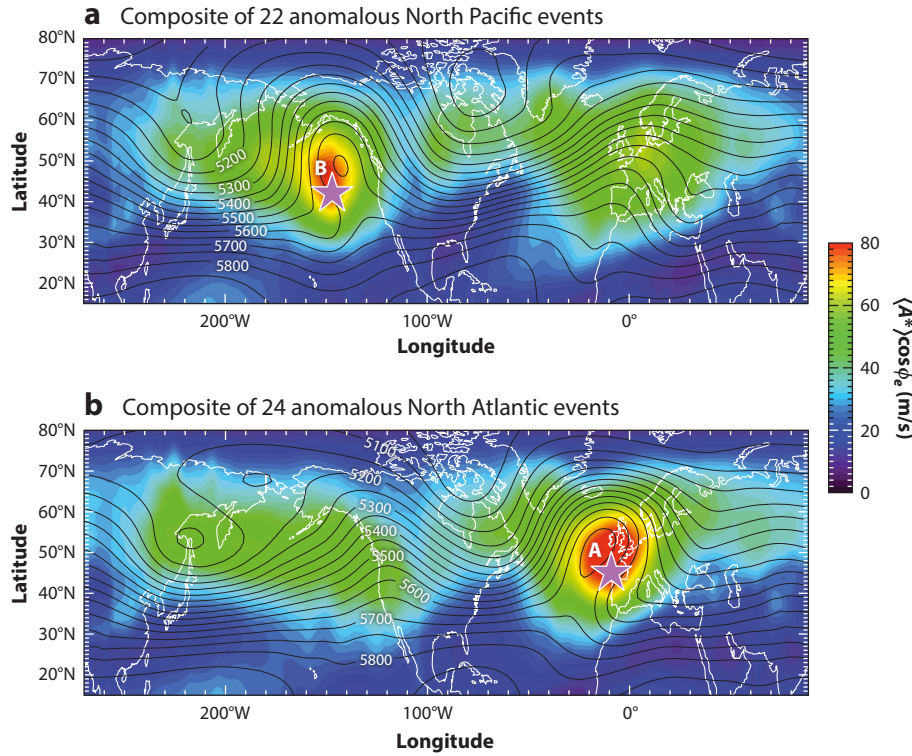 a Composite of 22 anomalous North Pacific events
80°N
70°N
60°N
50°N
40°N
30°N
20°N
Latitude
5200
5300
5400
5500
5600
5700
5800
B
200°W
100°W
0°
Longitude
80
60
40
20
0
⟨A*⟩cos ϕe (m/s)
b Composite of 24 anomalous North Atlantic events
80°N
70°N
60°N
50°N
40°N
30°N
20°N
Latitude
5100
5200
5300
5400
5500
5600
5700
5800
A
200°W
100°W
0°
Longitude